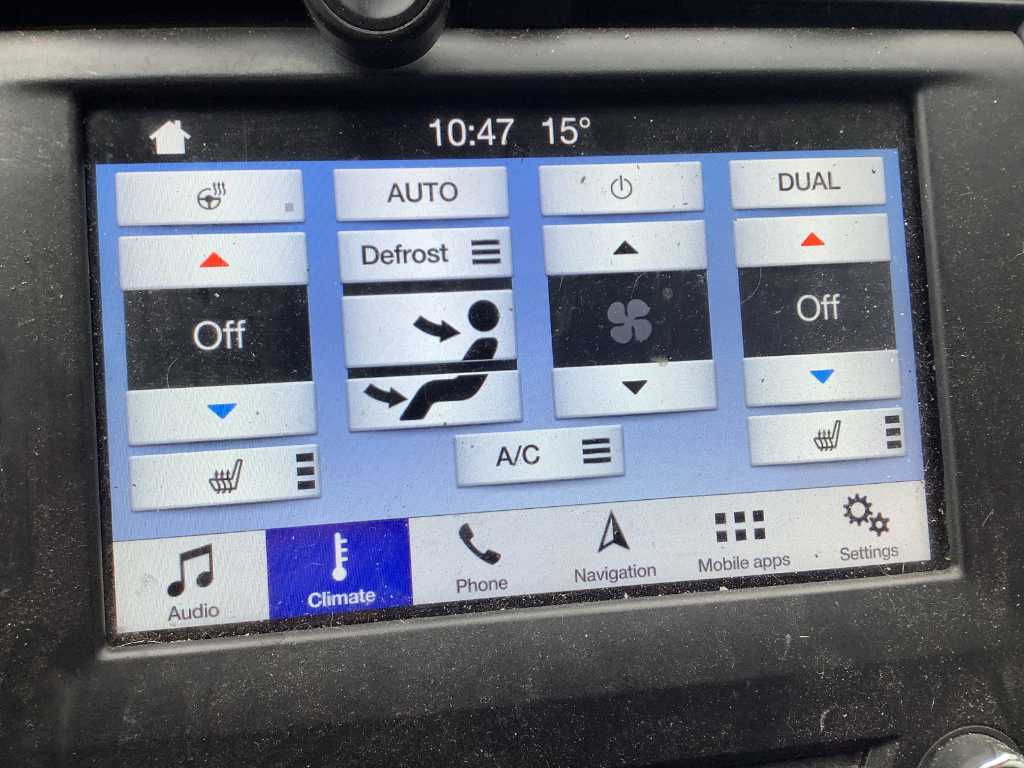 10:47 15°
AUTO
DUAL
Defrost
Off
Off
A/C
Audio
Climate
Phone
Navigation
Mobile apps
Settings